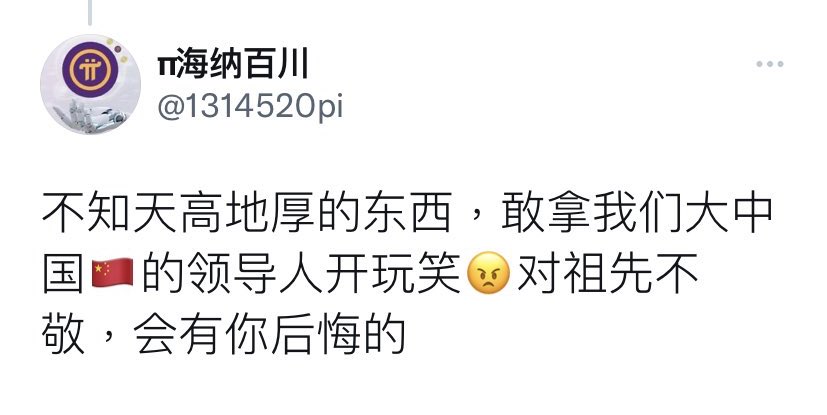 π海纳百川
@1314520pi
不知天高地厚的东西，敢拿我们大中
国🇨🇳的领导人开玩笑😠对祖先不
敬，会有你后悔的